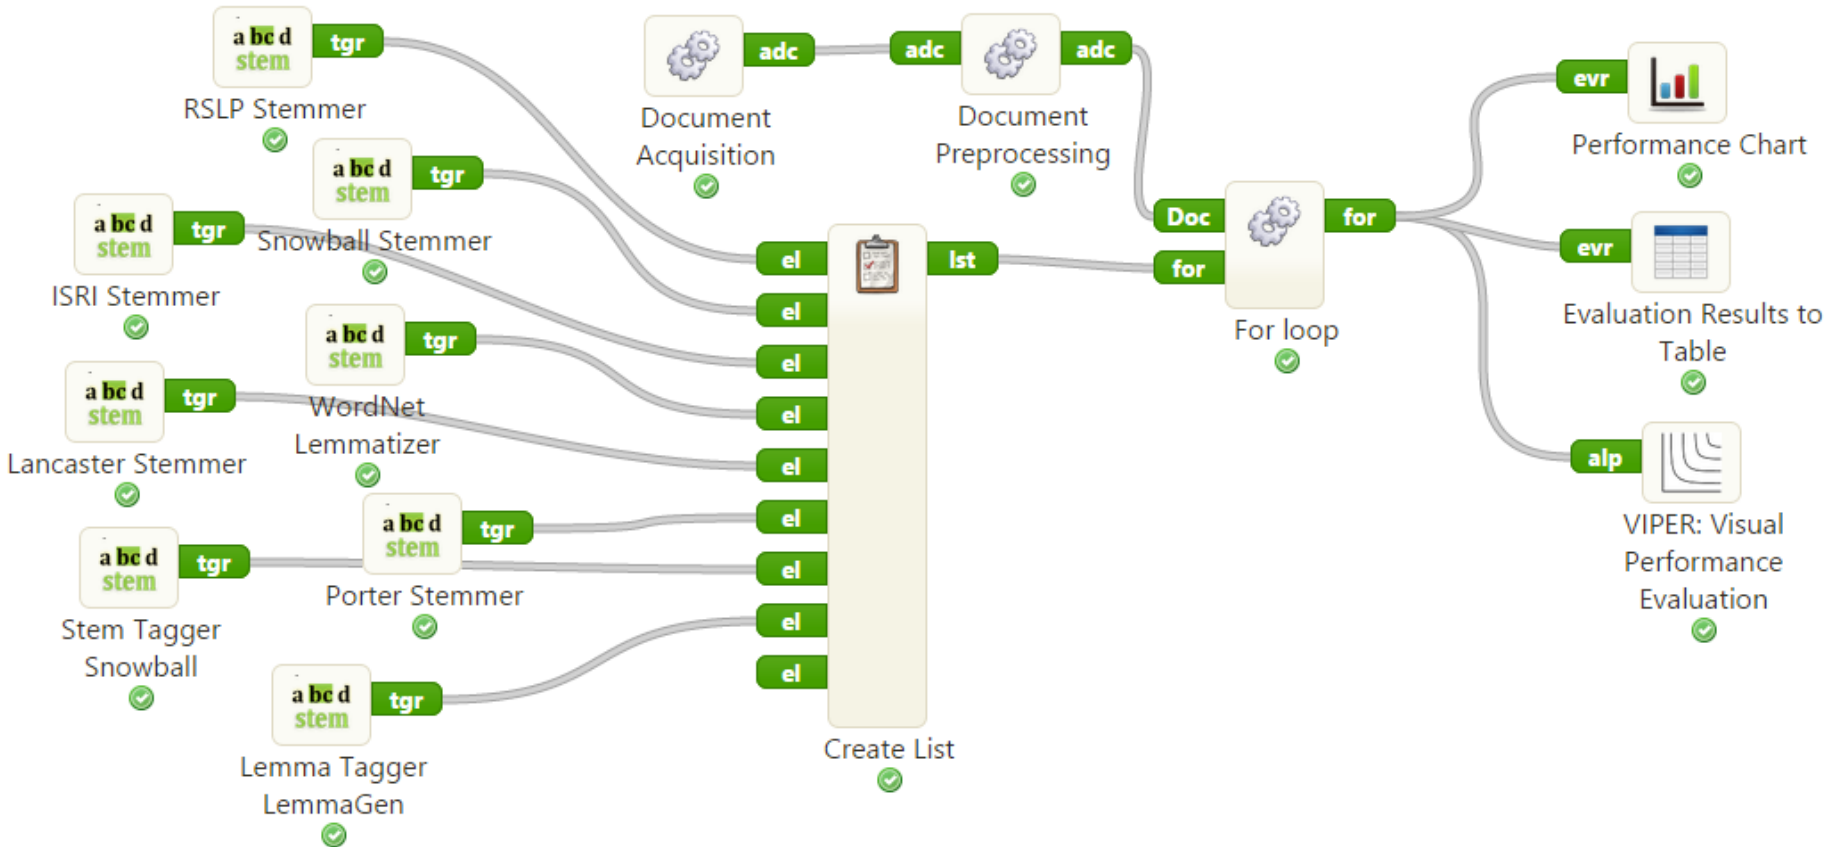 a bc d
stem
tgr
RSLP Stemmer
a bc d
stem
tgr
Snowball Stemmer
a bc d
stem
tgr
ISRI Stemmer
a bc d
stem
tgr
WordNet
Lemmatizer
a bc d
stem
tgr
Lancaster Stemmer
a bc d
stem
tgr
Porter Stemmer
a bc d
stem
tgr
Stem Tagger
Snowball
a bc d
stem
tgr
Lemma Tagger
LemmaGen
adc
Document
Acquisition
adc
adc
Document
Preprocessing
el
lst
el
el
el
el
el
el
el
el
Create List
Doc
for
for
For loop
evr
Performance Chart
evr
Evaluation Results to
Table
alp
VIPER: Visual
Performance
Evaluation